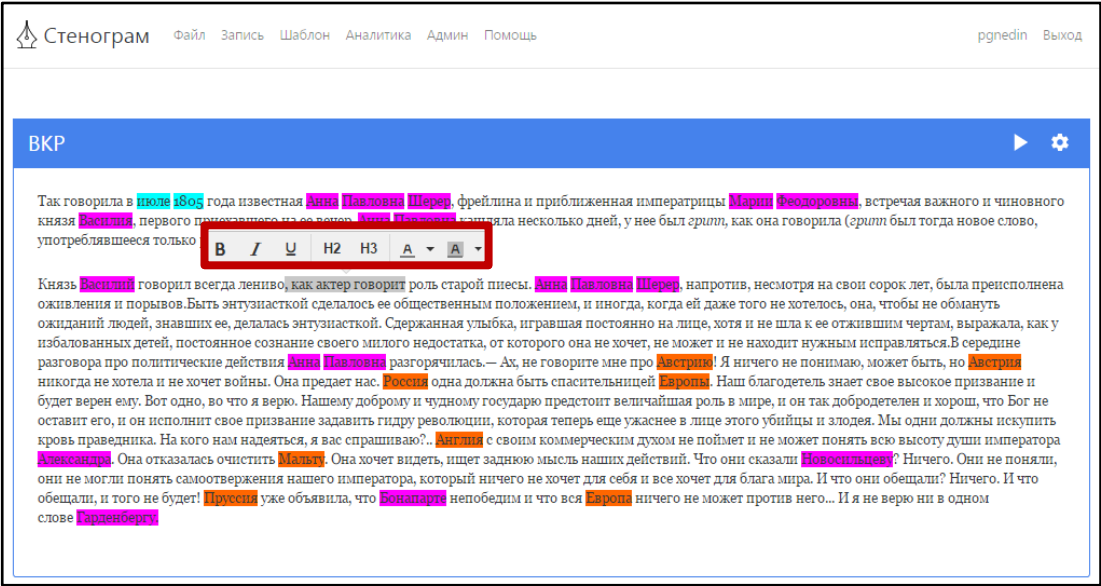 Стенограм Файл Запись Шаблон Аналитика Админ Помощь pgnedin Выход
ВКР
Так говорила в июле 1805 года известная Анна Павловна Шерер, фрейлина и приближенная императрицы Марии Феодоровны, встречая важного и чиновного
князя Василия, первого приехавшего на ее вечер. Анна Павловна кашляла несколько дней, у нее был грипп, как она говорила (грипп был тогда новое слово,
употреблявшееся только
B I U H2 H3 A A
Князь Василий говорил всегда лениво, как актер говорит роль старой пиесы. Анна Павловна Шерер, напротив, несмотря на свои сорок лет, была преисполнена
оживления и порывов.Быть энтузиасткой сделалось ее общественным положением, и иногда, когда ей даже того не хотелось, она, чтобы не обмануть
ожиданий людей, знавших ее, делалась энтузиасткой. Сдержанная улыбка, игравшая постоянно на лице, хотя и не шла к ее отжившим чертам, выражала, как у
избалованных детей, постоянное сознание своего милого недостатка, от которого она не хочет, не может и не находит нужным исправляться.В середине
разговора про политические действия Анна Павловна разгорячилась.— Ах, не говорите мне про Австрию! Я ничего не понимаю, может быть, но Австрия
никогда не хотела и не хочет войны. Она предает нас. Россия одна должна быть спасительницей Европы. Наш благодетель знает свое высокое призвание и
будет верен ему. Вот одно, во что я верю. Нашему доброму и чудному государю предстоит величайшая роль в мире, и он так добродетелен и хорош, что Бог не
оставит его, и он исполнит свое призвание задавить гидру революции, которая теперь еще ужаснее в лице этого убийцы и злодея. Мы одни должны искупить
кровь праведника. На кого нам надеяться, я вас спрашиваю?.. Англия с своим коммерческим духом не поймет и не может понять всю высоту души императора
Александра. Она отказалась очистить Мальту. Она хочет видеть, ищет заднюю мысль наших действий. Что они сказали Новосильцеву? Ничего. Они не поняли,
они не могли понять самоотвержения нашего императора, который ничего не хочет для себя и все хочет для блага мира. И что они обещали? Ничего. И что
обещали, и того не будет! Пруссия уже объявила, что Бонапарте непобедим и что вся Европа ничего не может против него... И я не верю ни в одном
слове Гарденбергу.